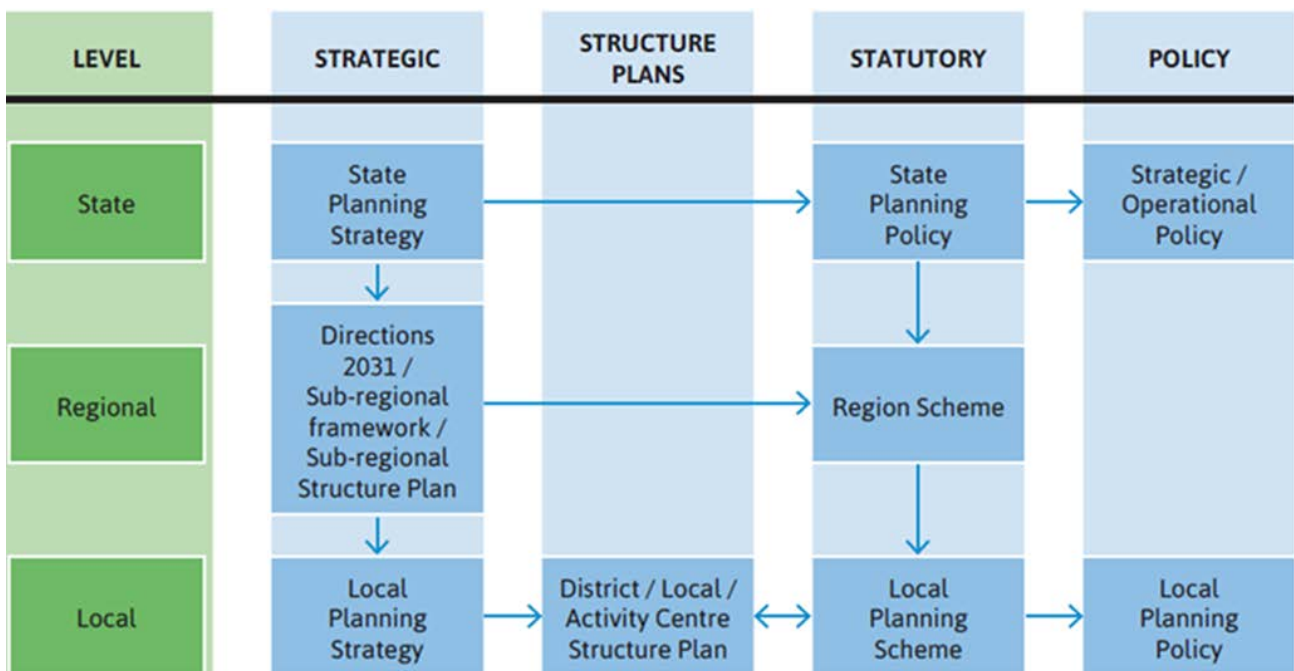 LEVEL
STRATEGIC
STRUCTURE
PLANS
STATUTORY
POLICY
State
State
Planning
Strategy
State
Planning
Policy
Strategic /
Operational
Policy
Regional
Directions
2031 /
Sub-regional
framework /
Sub-regional
Structure Plan
Region Scheme
Local
Local
Planning
Strategy
District / Local /
Activity Centre
Structure Plan
Local
Planning
Scheme
Local
Planning
Policy